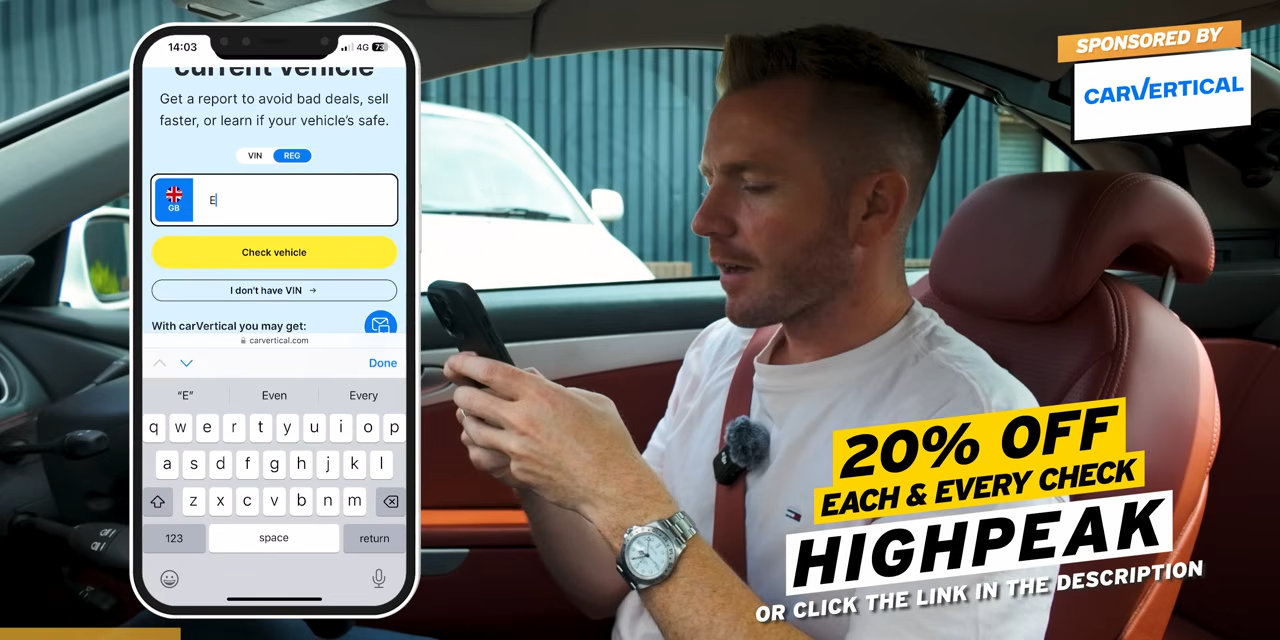 14:03
4G 73
current vehicle
Get a report to avoid bad deals, sell
faster, or learn if your vehicle's safe.
VIN REG
GB
E
Check vehicle
I don't have VIN →
With carVertical you may get:
carvertical.com
Done
"E" Even Every
q w e r t y u i o p
a s d f g h j k l
z x c v b n m
123 space return
SPONSORED BY
CARVERTICAL
20% OFF
EACH & EVERY CHECK
HIGHPEAK
OR CLICK THE LINK IN THE DESCRIPTION